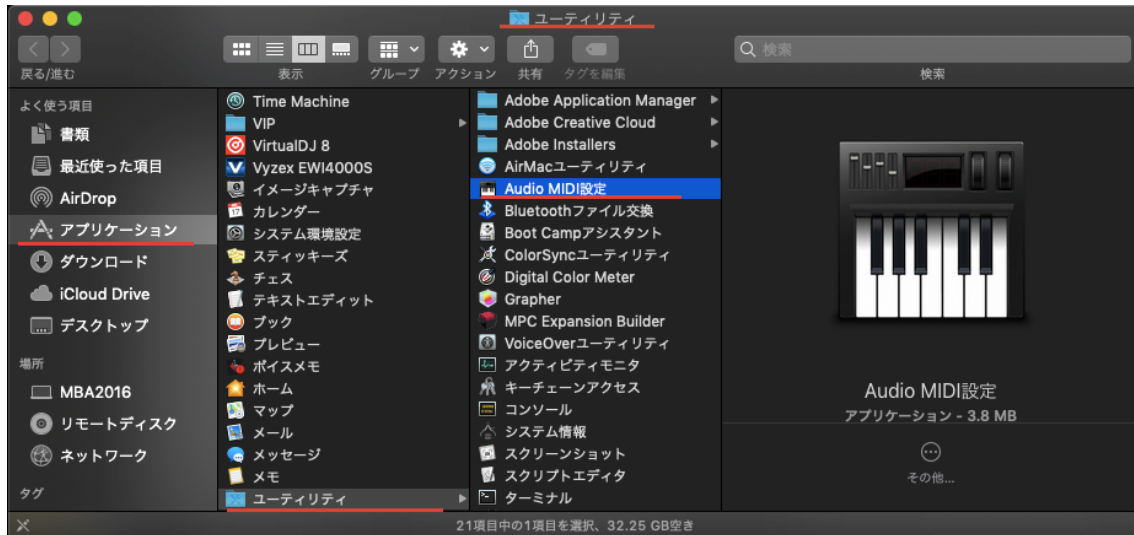 ユーティリティ
戻る/進む
表示
グループ
アクション
共有
タグを編集
検索
検索
よく使う項目
書類
最近使った項目
AirDrop
アプリケーション
ダウンロード
iCloud Drive
デスクトップ
場所
MBA2016
リモートディスク
ネットワーク
タグ
Time Machine
VIP
VirtualDJ 8
Vyzex EWI4000S
イメージキャプチャ
カレンダー
システム環境設定
スティッキーズ
チェス
テキストエディット
ブック
プレビュー
ボイスメモ
ホーム
マップ
メール
メッセージ
メモ
ユーティリティ
Adobe Application Manager
Adobe Creative Cloud
Adobe Installers
AirMacユーティリティ
Audio MIDI設定
Bluetoothファイル交換
Boot Campアシスタント
ColorSyncユーティリティ
Digital Color Meter
Grapher
MPC Expansion Builder
VoiceOverユーティリティ
アクティビティモニタ
キーチェーンアクセス
コンソール
システム情報
スクリーンショット
スクリプトエディタ
ターミナル
Audio MIDI設定
アプリケーション - 3.8 MB
その他...
21項目中の1項目を選択、32.25 GB空き